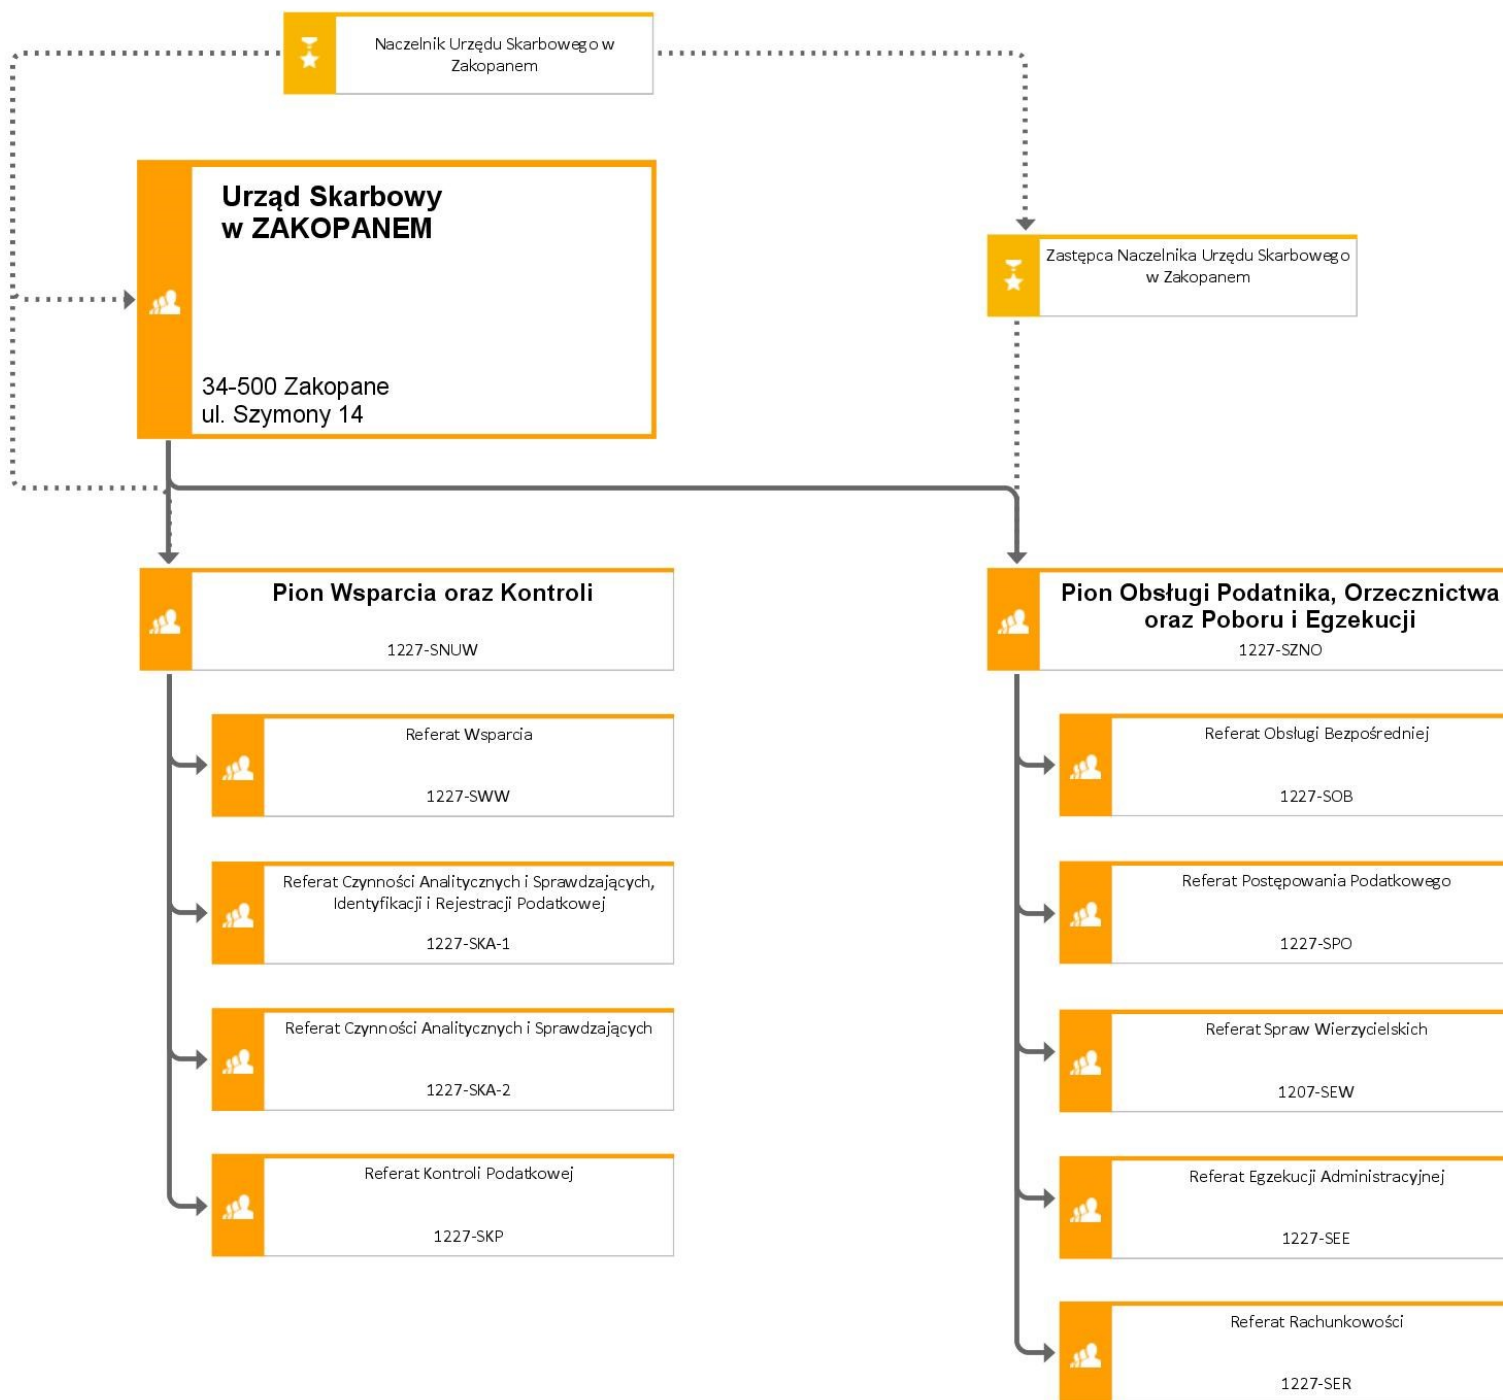 Naczelnik Urzędu Skarbowego w
Zakopanem
Urząd Skarbowy
w ZAKOPANEM
34-500 Zakopane
ul. Szymony 14
Zastępca Naczelnika Urzędu Skarbowego
w Zakopanem
Pion Wsparcia oraz Kontroli
1227-SNUW
Referat Wsparcia
1227-SWW
Referat Czynności Analitycznych i Sprawdzających,
Identyfikacji i Rejestracji Podatkowej
1227-SKA-1
Referat Czynności Analitycznych i Sprawdzających
1227-SKA-2
Referat Kontroli Podatkowej
1227-SKP
Pion Obsługi Podatnika, Orzecznictwa
oraz Poboru i Egzekucji
1227-SZNO
Referat Obsługi Bezpośredniej
1227-SOB
Referat Postępowania Podatkowego
1227-SPO
Referat Spraw Wierzycielskich
1207-SEW
Referat Egzekucji Administracyjnej
1227-SEE
Referat Rachunkowości
1227-SER